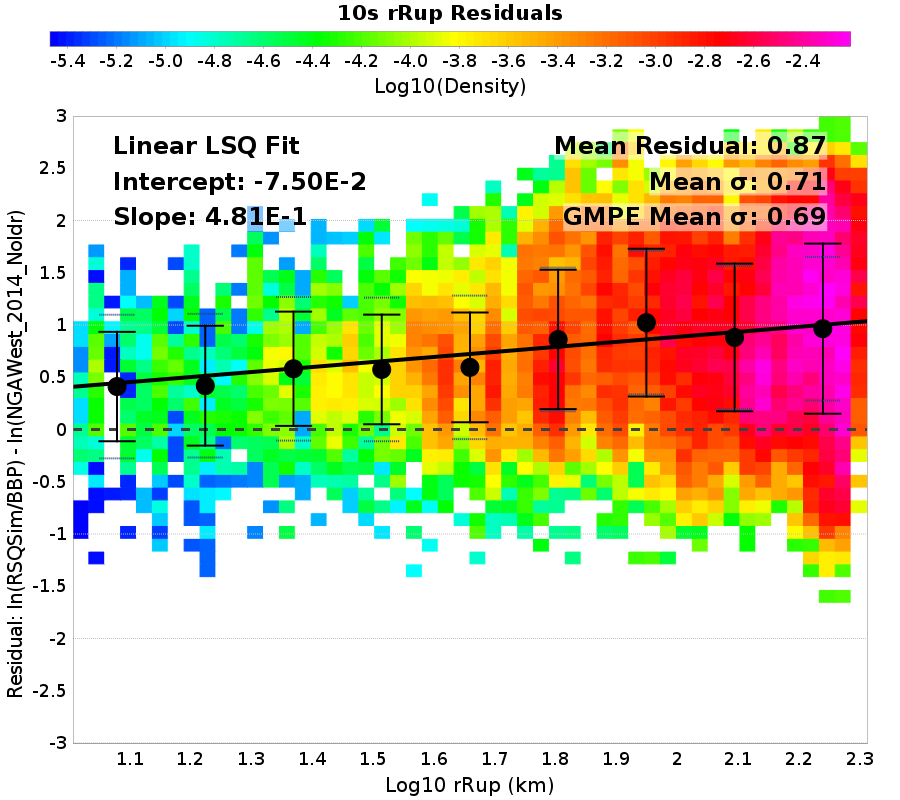 10s rRup Residuals
-5.4 -5.2 -5.0 -4.8 -4.6 -4.4 -4.2 -4.0 -3.8 -3.6 -3.4 -3.2 -3.0 -2.8 -2.6 -2.4
Log10(Density)
Linear LSQ Fit
Intercept: -7.50E-2
Slope: 4.81E-1
Mean Residual: 0.87
Mean σ: 0.71
GMPE Mean σ: 0.69
Residual: ln(RSQSim/BBP) - ln(NGAWest_2014_NoIdr)
3
2.5
2
1.5
1
0.5
0
-0.5
-1
-1.5
-2
-2.5
-3
1.1 1.2 1.3 1.4 1.5 1.6 1.7 1.8 1.9 2 2.1 2.2 2.3
Log10 rRup (km)